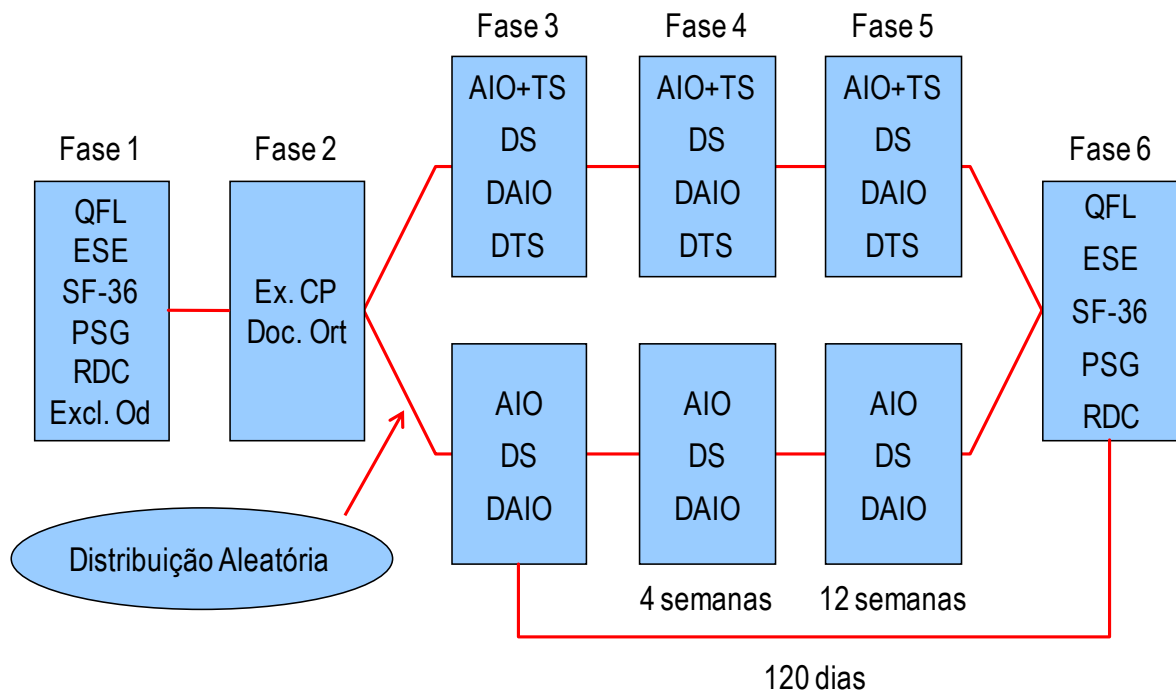 Fase 1
QFL
ESE
SF-36
PSG
RDC
Excl. Od
Fase 2
Ex. CP
Doc. Ort
Distribuição Aleatória
Fase 3
AIO+TS
DS
DAIO
DTS
Fase 4
AIO+TS
DS
DAIO
DTS
Fase 5
AIO+TS
DS
DAIO
DTS
AIO
DS
DAIO
AIO
DS
DAIO
4 semanas
AIO
DS
DAIO
12 semanas
Fase 6
QFL
ESE
SF-36
PSG
RDC
120 dias